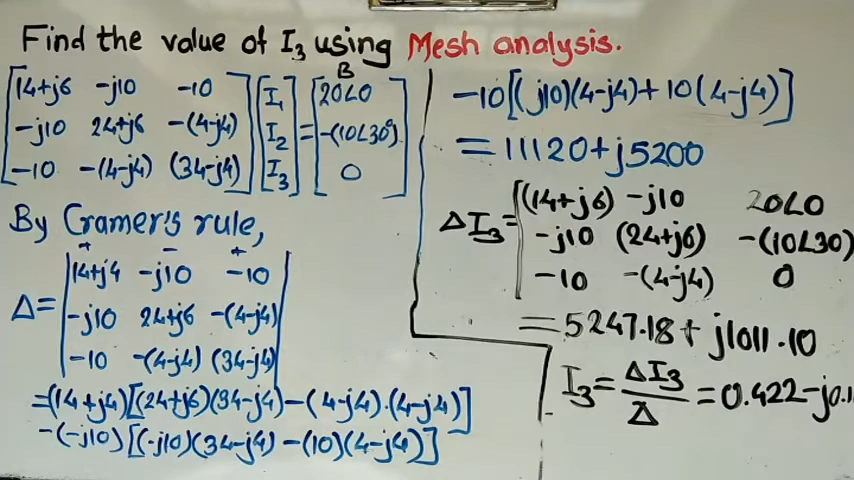 Find the value of I₃ using Mesh analysis.
[14+j6 -j10 -10] [I₁] = [20∠0]
[-j10 24+j6 -(4-j4)] [I₂] [-(10∠30°)]
[-10 -(4-j4) (34-j4)] [I₃] [0]
B
By Cramer's rule,
+ - +
Δ= |14+j4 -j10 -10|
|-j10 24+j6 -(4-j4)|
|-10 -(4-j4) (34-j4)|
=(14+j4)[(24+j6)(34-j4)-(4-j4).(4-j4)]
-(-j10)[(-j10)(34-j4)-(10)(4-j4)]
-10[(j10)(4-j4)+10(4-j4)]
=11120+j5200
ΔI₃= |(14+j6) -j10 20∠0
-j10 (24+j6) -(10∠30)
-10 -(4-j4) 0
=5247.18+j1011.10
I₃= ΔI₃/Δ =0.422-j0.1